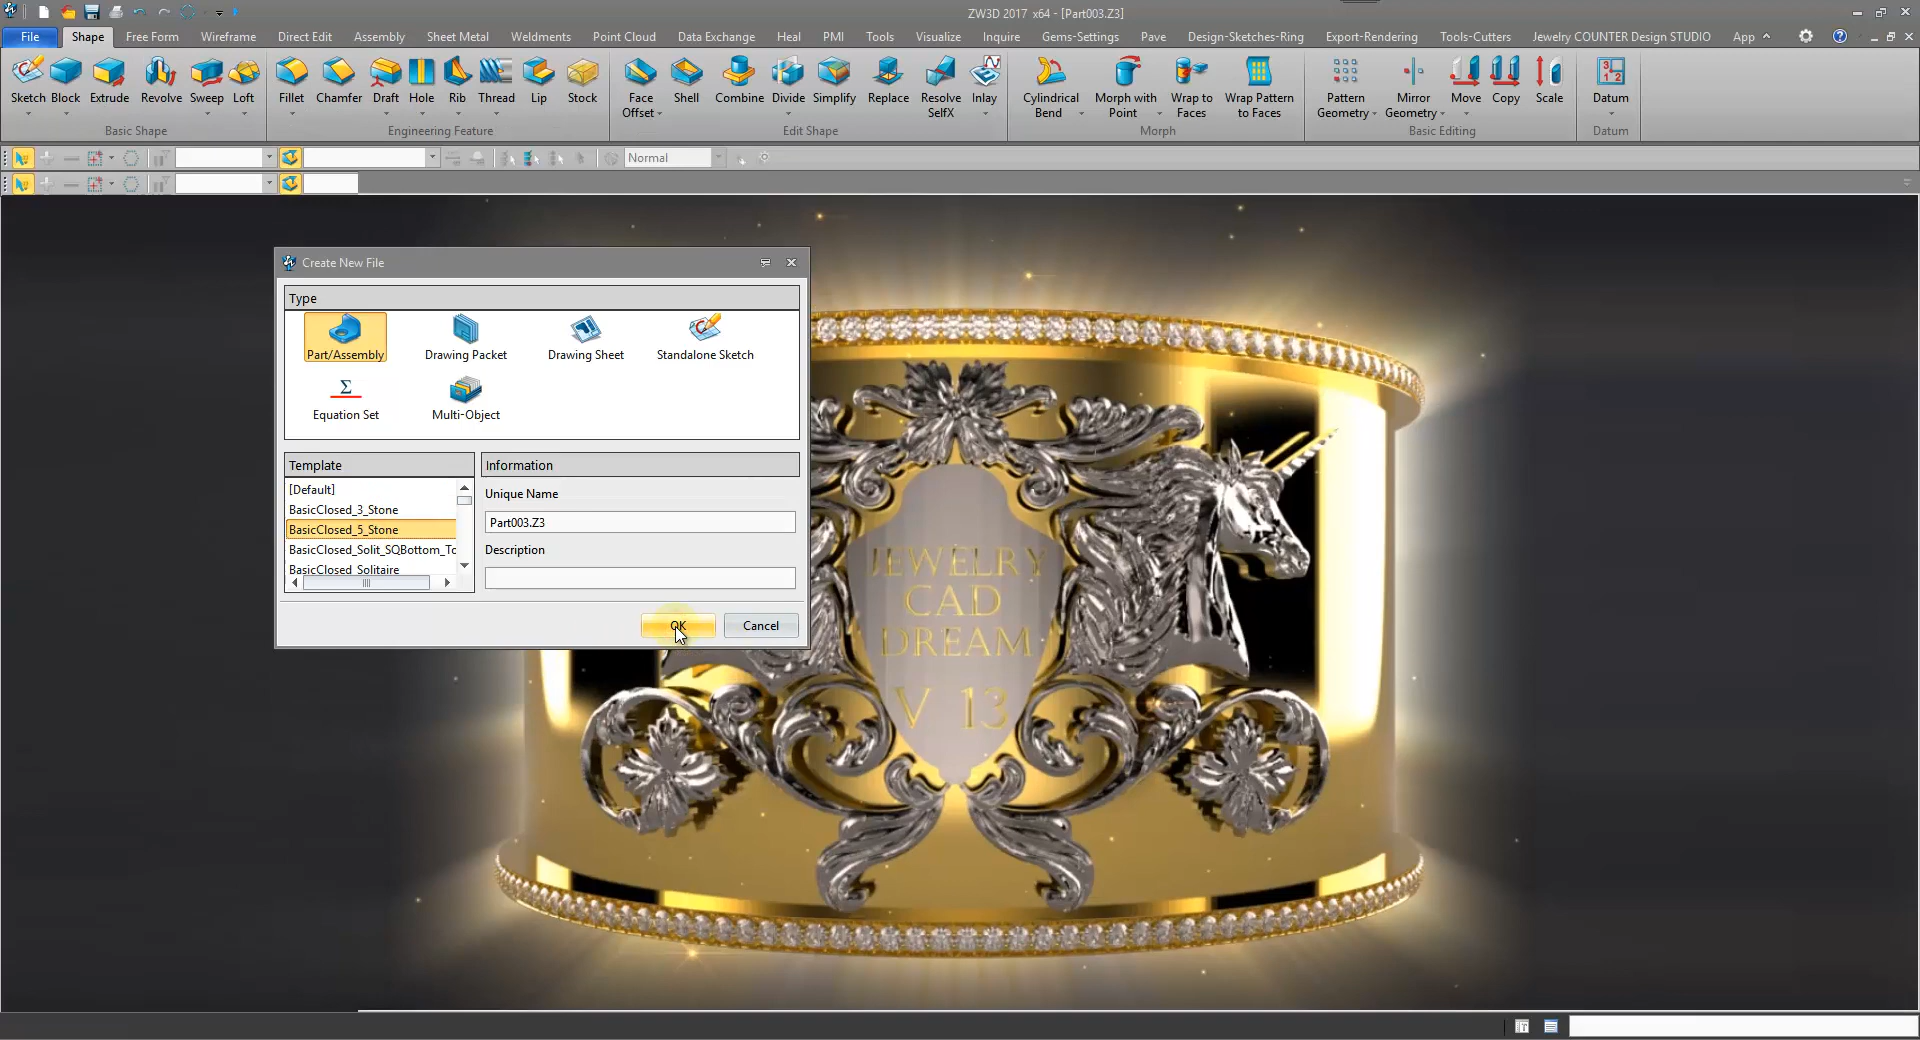 ZW3D 2017 x64 - [Part003.Z3]
File Shape Free Form Wireframe Direct Edit Assembly Sheet Metal Weldments Point Cloud Data Exchange Heal PMI Tools Visualize Inquire Gems-Settings Pave Design-Sketches-Ring Export-Rendering Tools-Cutters Jewelry COUNTER Design STUDIO App
Sketch Block Extrude Revolve Sweep Loft Fillet Chamfer Draft Hole Rib Thread Lip Stock Face Offset Shell Combine Divide Simplify Replace Resolve SelfX Inlay Cylindrical Bend Morph with Point Wrap to Faces Wrap Pattern to Faces Pattern Geometry Mirror Geometry Move Copy Scale Datum
Basic Shape Engineering Feature Edit Shape Morph Basic Editing Datum
Normal
Create New File
Type
Part/Assembly Drawing Packet Drawing Sheet Standalone Sketch
Equation Set Multi-Object
Template Information
[Default]
BasicClosed_3_Stone
BasicClosed_5_Stone
BasicClosed_Solit_SQBottom_Tc
BasicClosed_Solitaire
Unique Name
Part003.Z3
Description
OK Cancel
JEWELRY
CAD
DREAM
V 13